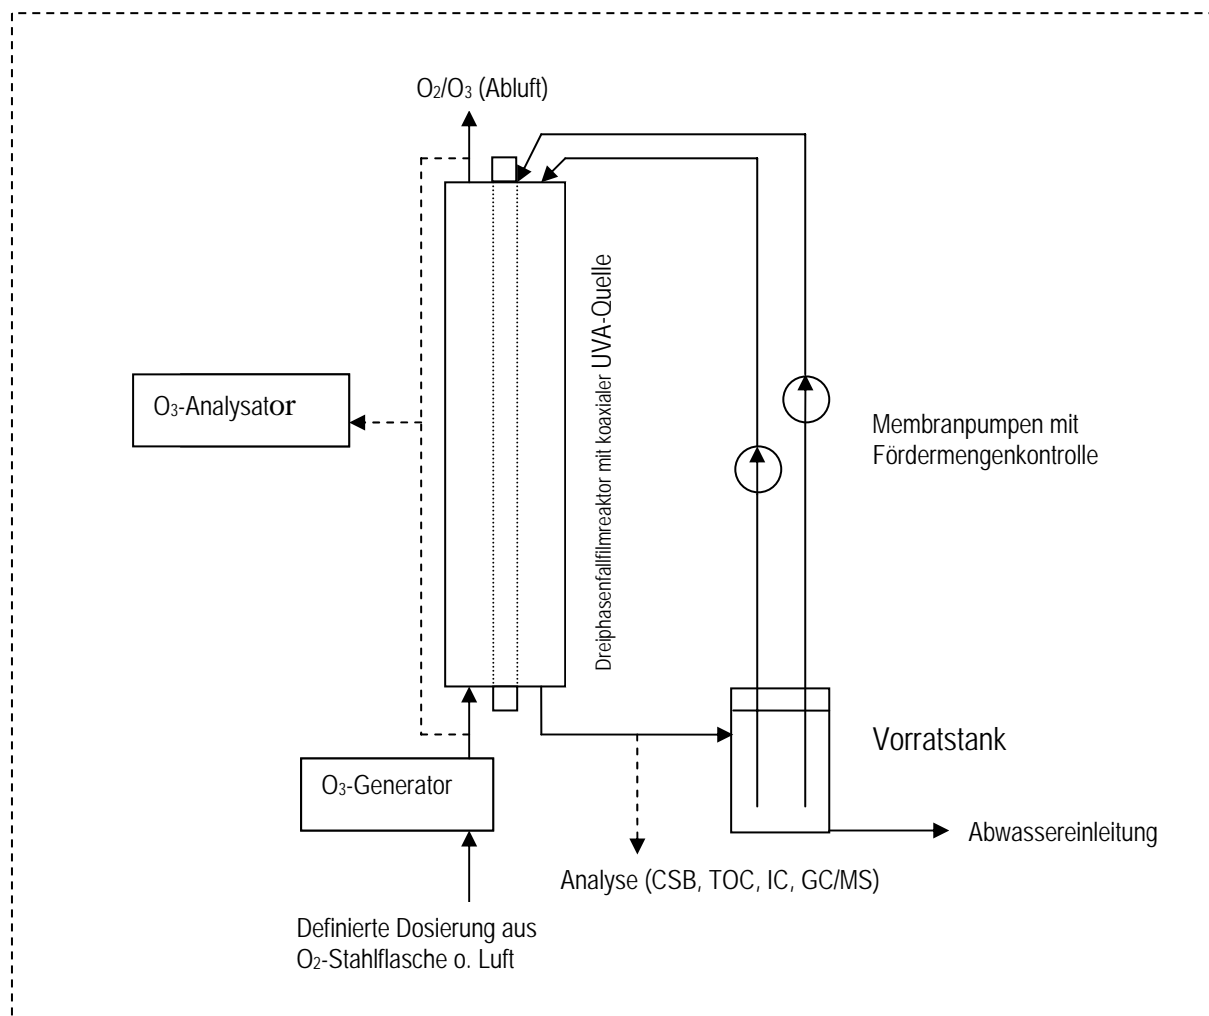 O₂/O₃ (Abluft)
Dreiphasenfallfilmreaktor mit koaxialer UVA-Quelle
O₃-Analysator
Membranpumpen mit
Fördermengenkontrolle
Vorratstank
O₃-Generator
Abwassereinleitung
Analyse (CSB, TOC, IC, GC/MS)
Definierte Dosierung aus
O₂-Stahlflasche o. Luft